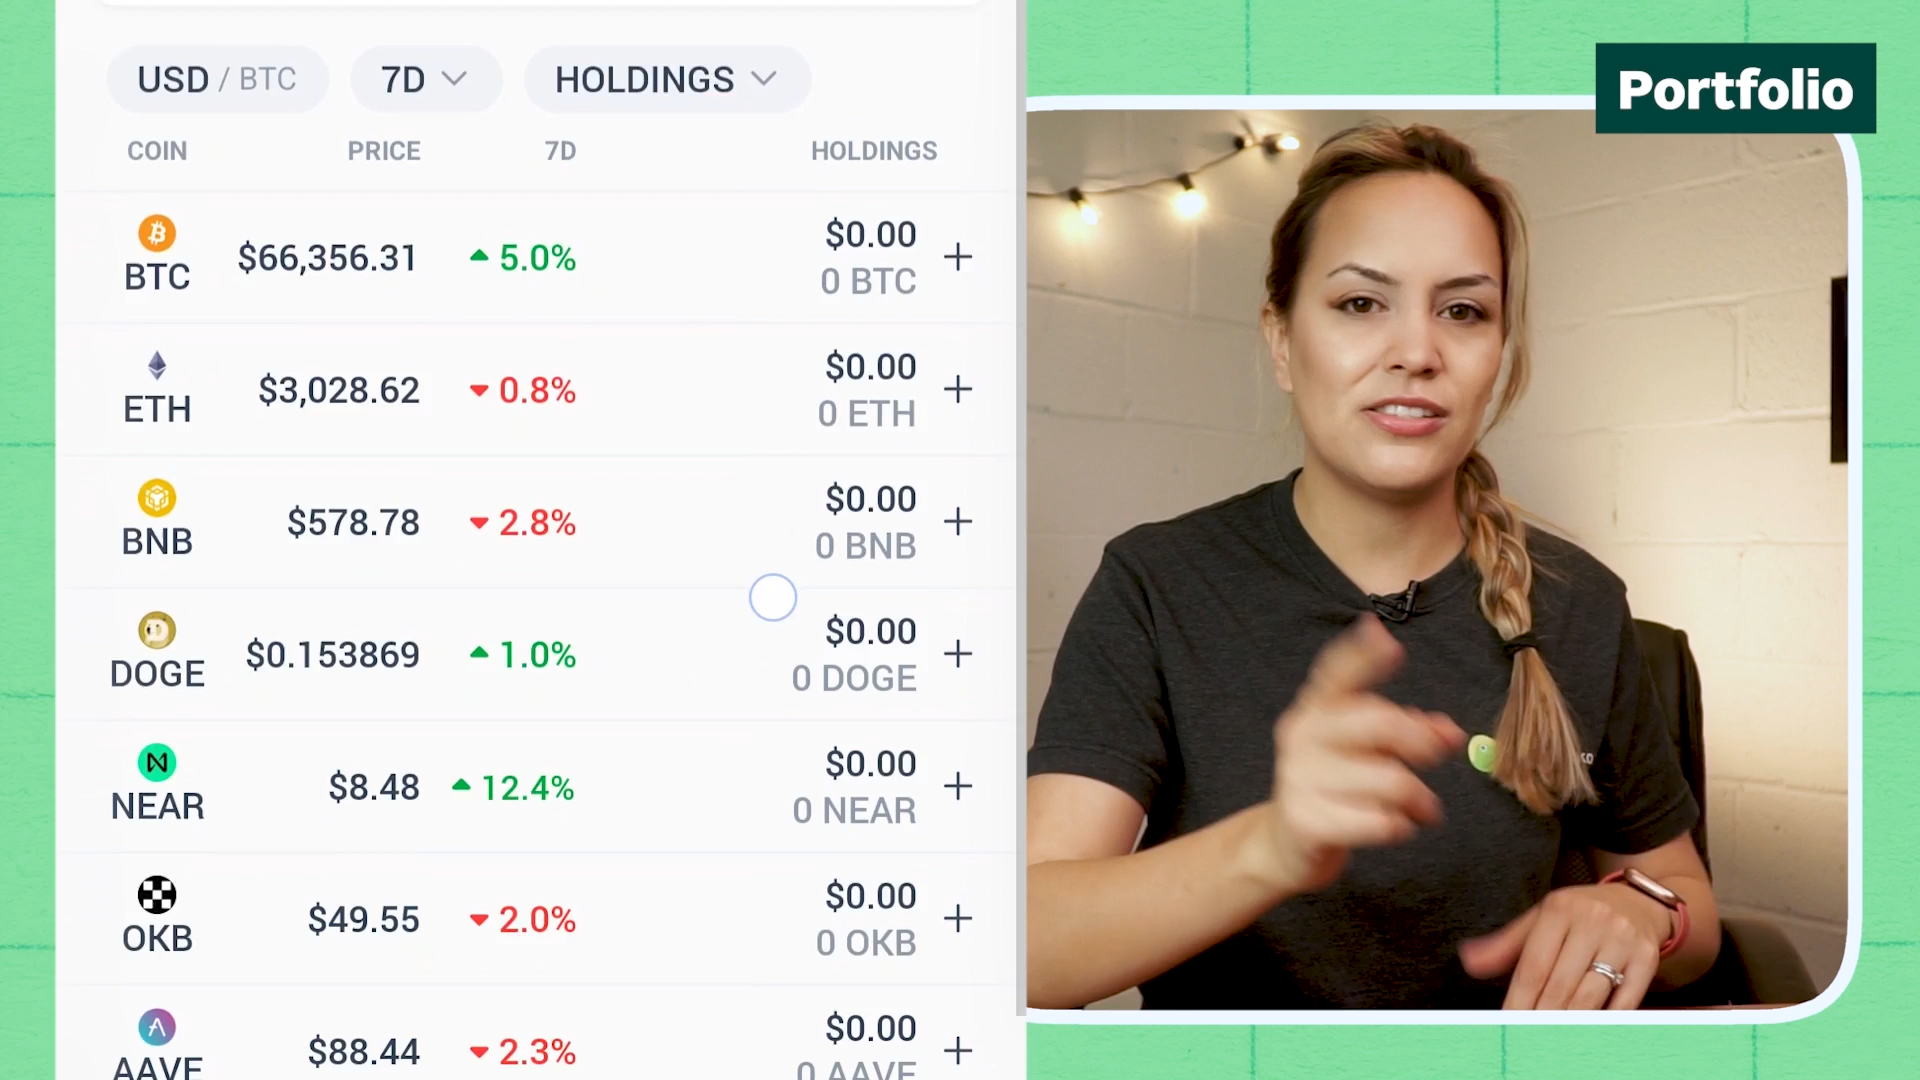 Portfolio
USD / BTC 7D HOLDINGS
COIN PRICE 7D HOLDINGS
BTC $66,356.31 5.0% $0.00 0 BTC +
ETH $3,028.62 0.8% $0.00 0 ETH +
BNB $578.78 2.8% $0.00 0 BNB +
DOGE $0.153869 1.0% $0.00 0 DOGE +
NEAR $8.48 12.4% $0.00 0 NEAR +
OKB $49.55 2.0% $0.00 0 OKB +
AAVE $88.44 2.3% $0.00 0 AAVE +